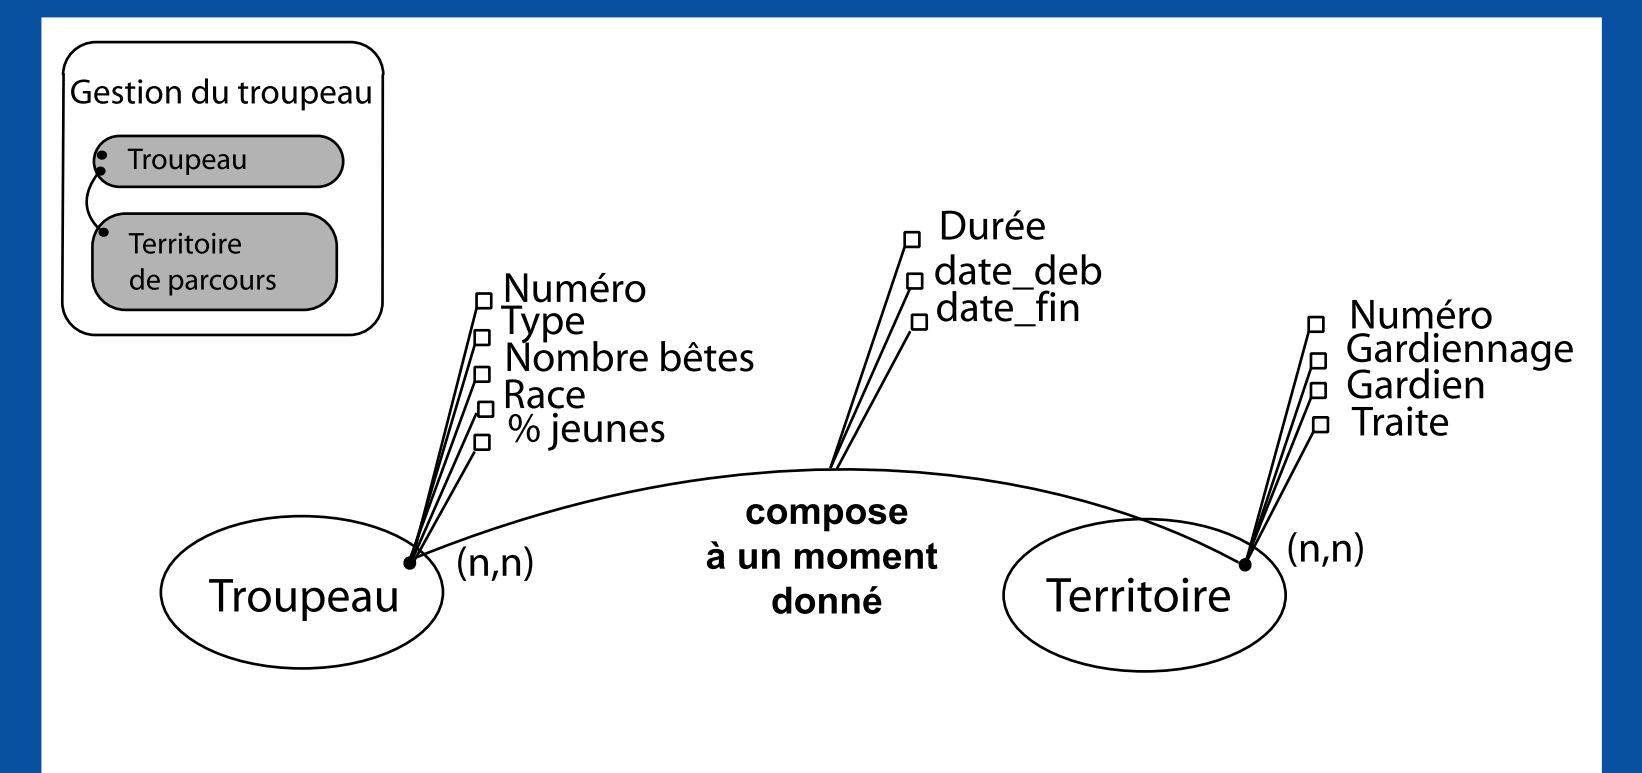 Gestion du troupeau
Troupeau
Territoire
de parcours
Numéro
Type
Nombre bêtes
Race
% jeunes
Durée
date_deb
date_fin
Numéro
Gardiennage
Gardien
Traite
compose
à un moment
donné
Troupeau
(n,n)
Territoire
(n,n)